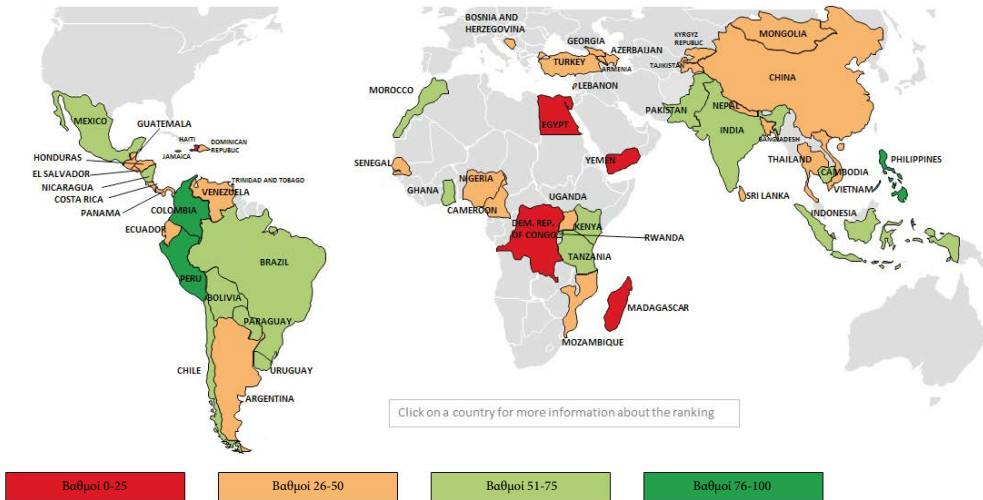 BOSNIA AND
HERZEGOVINA
GEORGIA
AZERBAIJAN
TURKEY
ARMENIA
KYRGYZ
REPUBLIC
TAJIKISTAN
MONGOLIA
CHINA
LEBANON
MOROCCO
EGYPT
PAKISTAN
NEPAL
INDIA
BANGLADESH
MEXICO
GUATEMALA
HAITI
DOMINICAN
REPUBLIC
JAMAICA
HONDURAS
EL SALVADOR
NICARAGUA
COSTA RICA
PANAMA
TRINIDAD AND TOBAGO
VENEZUELA
COLOMBIA
ECUADOR
SENEGAL
GHANA
NIGERIA
CAMEROON
YEMEN
UGANDA
DEM. REP.
OF CONGO
KENYA
RWANDA
TANZANIA
THAILAND
CAMBODIA
VIETNAM
SRI LANKA
PHILIPPINES
INDONESIA
BRAZIL
PERU
BOLIVIA
PARAGUAY
CHILE
URUGUAY
ARGENTINA
MADAGASCAR
MOZAMBIQUE
Click on a country for more information about the ranking
Βαθμοί 0-25
Βαθμοί 26-50
Βαθμοί 51-75
Βαθμοί 76-100